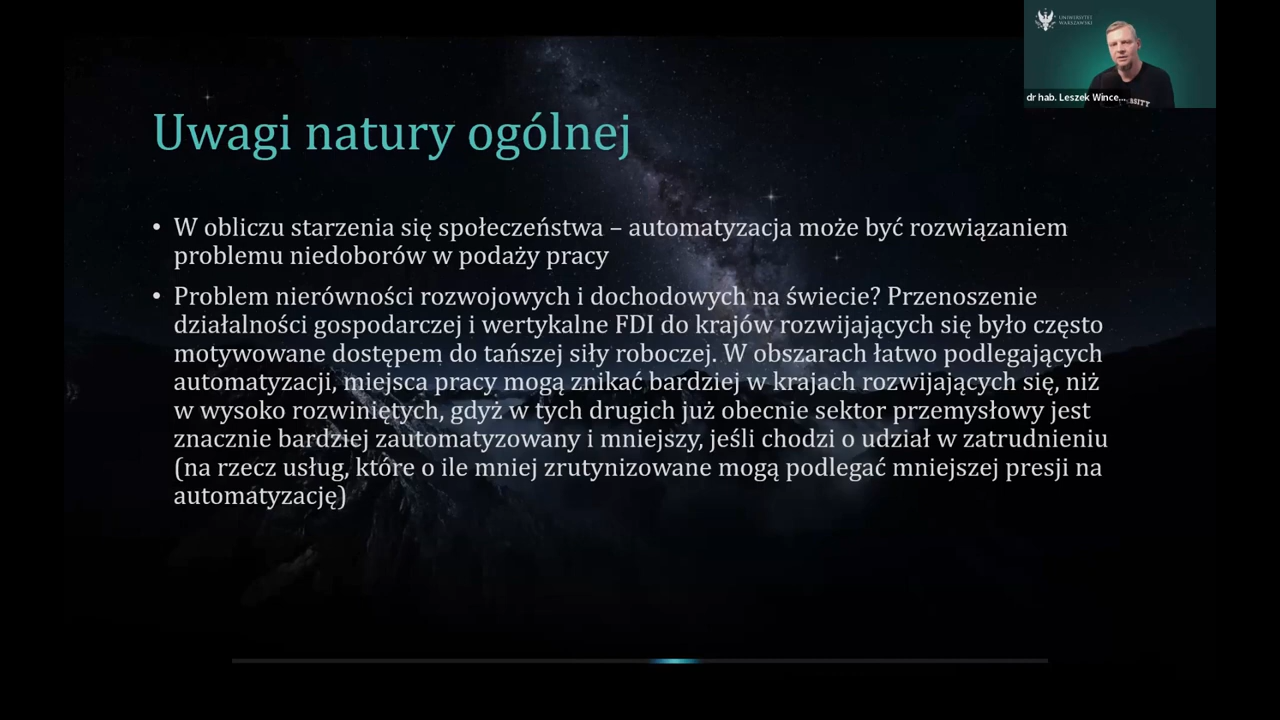 UNIWERSYTET
WARSZAWSKI
dr hab. Leszek Wince...
Uwagi natury ogólnej
• W obliczu starzenia się społeczeństwa – automatyzacja może być rozwiązaniem
problemu niedoborów w podaży pracy
• Problem nierówności rozwojowych i dochodowych na świecie? Przenoszenie
działalności gospodarczej i wertykalne FDI do krajów rozwijających się było często
motywowane dostępem do tańszej siły roboczej. W obszarach łatwo podlegających
automatyzacji, miejsca pracy mogą znikać bardziej w krajach rozwijających się, niż
w wysoko rozwiniętych, gdyż w tych drugich już obecnie sektor przemysłowy jest
znacznie bardziej zautomatyzowany i mniejszy, jeśli chodzi o udział w zatrudnieniu
(na rzecz usług, które o ile mniej zrutynizowane mogą podlegać mniejszej presji na
automatyzację)